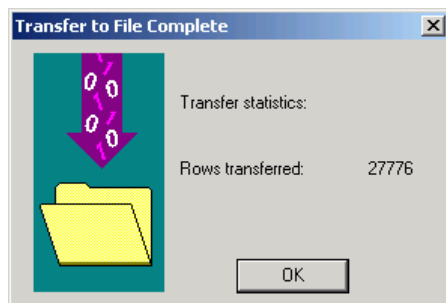 Transfer to File Complete
Transfer statistics:
Rows transferred: 27776
OK